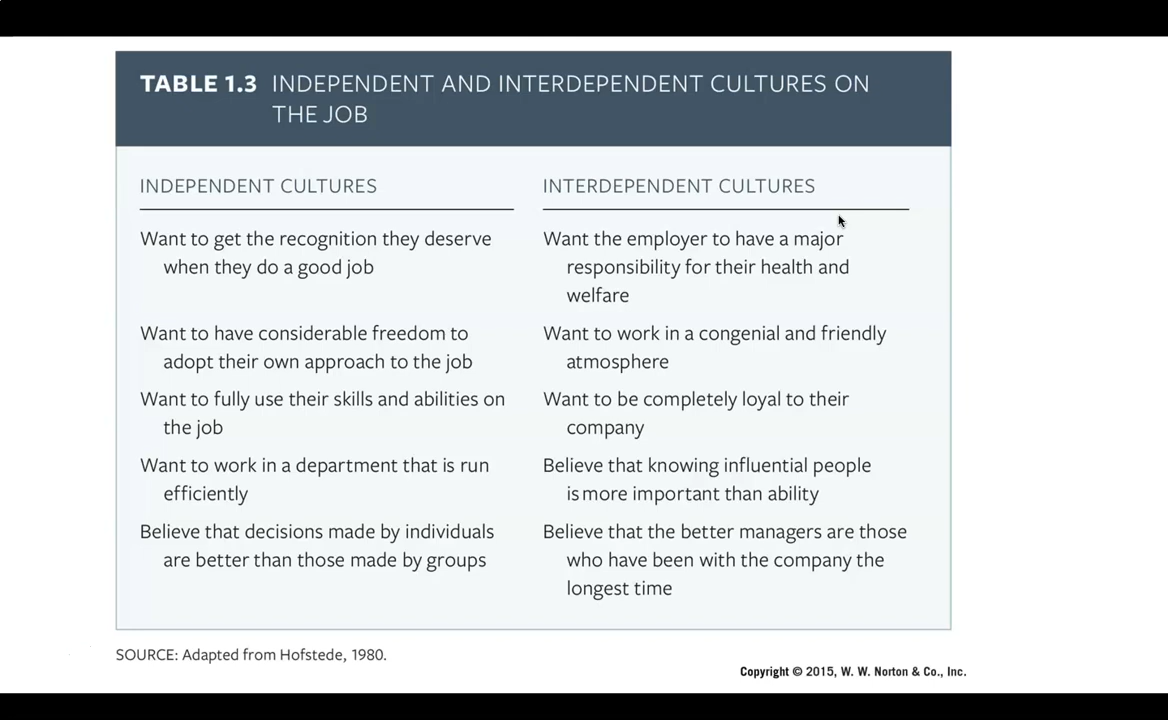 TABLE 1.3 INDEPENDENT AND INTERDEPENDENT CULTURES ON
THE JOB
INDEPENDENT CULTURES
Want to get the recognition they deserve
when they do a good job
Want to have considerable freedom to
adopt their own approach to the job
Want to fully use their skills and abilities on
the job
Want to work in a department that is run
efficiently
Believe that decisions made by individuals
are better than those made by groups
INTERDEPENDENT CULTURES
Want the employer to have a major
responsibility for their health and
welfare
Want to work in a congenial and friendly
atmosphere
Want to be completely loyal to their
company
Believe that knowing influential people
is more important than ability
Believe that the better managers are those
who have been with the company the
longest time
SOURCE: Adapted from Hofstede, 1980.
Copyright © 2015, W. W. Norton & Co., Inc.